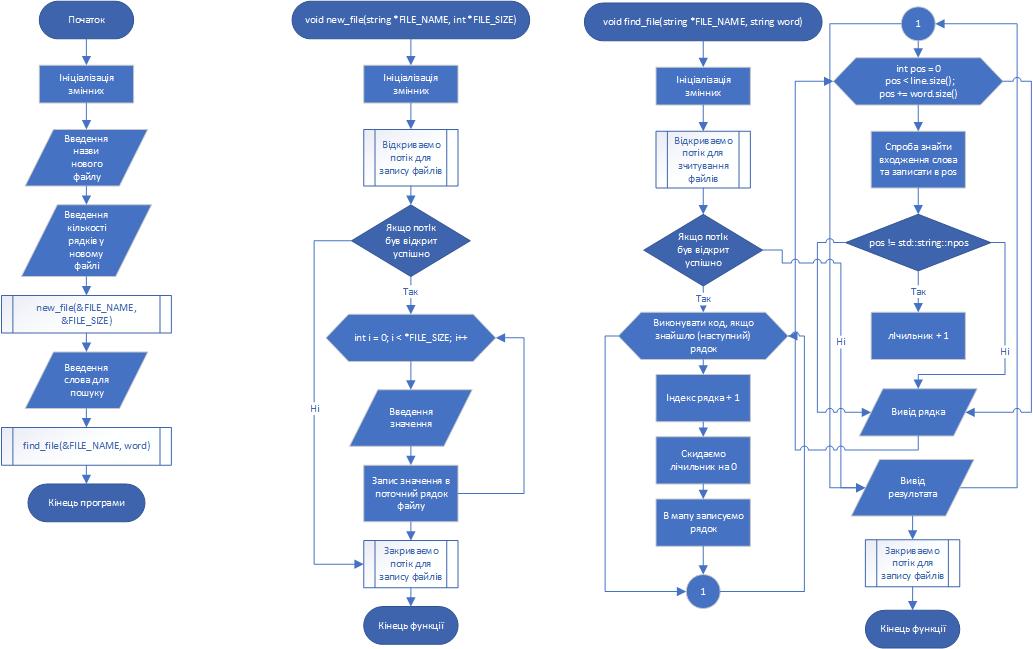 Початок
Ініціалізація
змінних
Введення
назви
нового
файлу
Введення
кількості
рядків у
новому
файлі
new_file(&FILE_NAME,
&FILE_SIZE)
Введення
слова для
пошуку
find_file(&FILE_NAME, word)
Кінець програми
void new_file(string *FILE_NAME, int *FILE_SIZE)
Ініціалізація
змінних
Відкриваємо
потік для
запису файлів
Якщо потІк
був відкрит
успішно
Так
Ні
int i = 0; i < *FILE_SIZE; i++
Введення
значення
Запис значення в
поточний рядок
файлу
Закриваємо
потік для
запису файлів
Кінець функції
void find_file(string *FILE_NAME, string word)
Ініціалізація
змінних
Відкриваємо
потік для
зчитування
файлів
Якщо потІк
був відкрит
успішно
Так
Ні
Виконувати код, якщо
знайшло (наступний)
рядок
Індекс рядка + 1
Скидаємо
лічильник на 0
В мапу записуємо
рядок
1
1
int pos = 0
pos < line.size();
pos += word.size()
Спроба знайти
входження слова
та записати в pos
pos != std::string::npos
Так
Ні
лічильник + 1
Вивід рядка
Вивід
результата
Закриваємо
потік для
запису файлів
Кінець функції